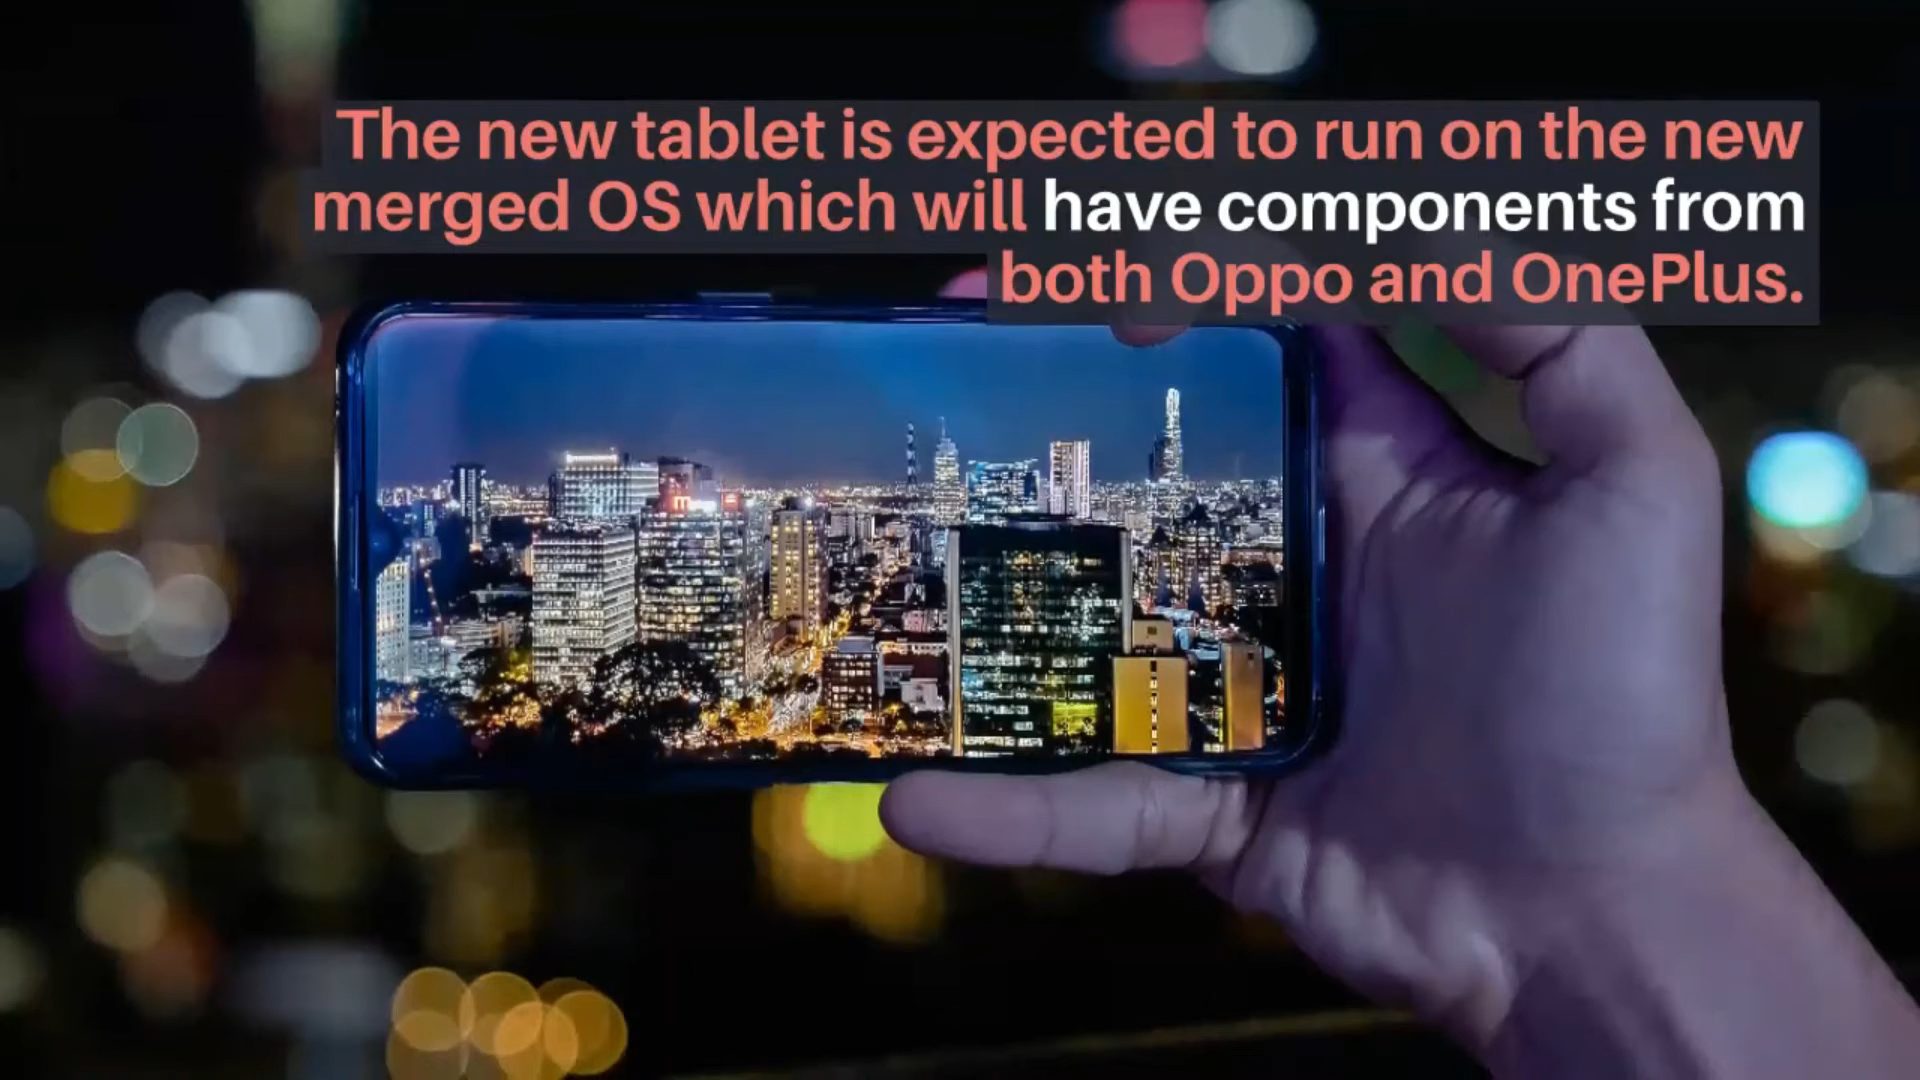 The new tablet is expected to run on the new
merged OS which will have components from
both Oppo and OnePlus.